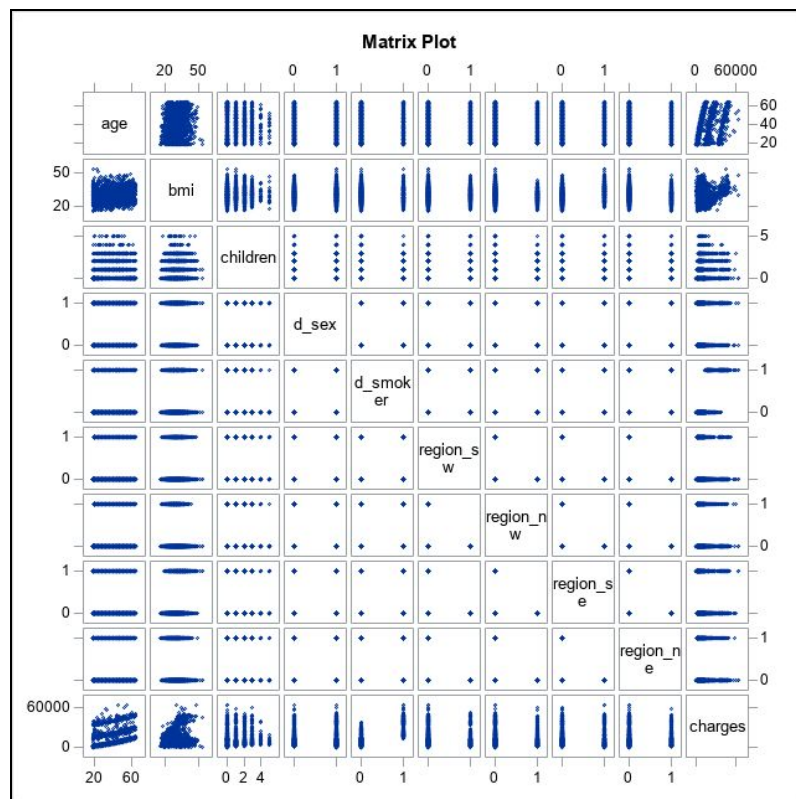 Matrix Plot
20 50 0 1 0 1 0 1 0 60000
age 60
40
20
50 bmi
20
children 5
0
1 d_sex
0
d_smok 1
er 0
1 region_s
0 w
region_n 1
w 0
1 region_s
0 e
region_n 1
e 0
60000 charges
0
20 60 0 2 4 0 1 0 1 0 1